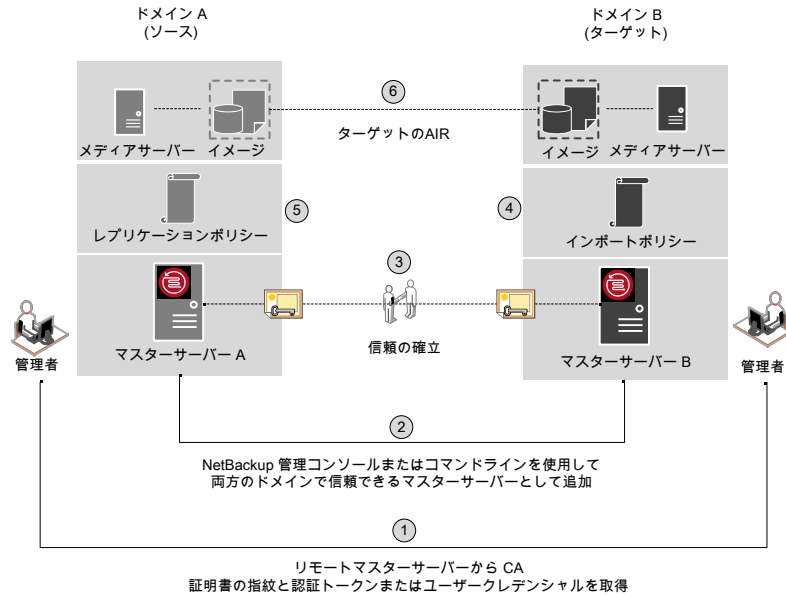 ドメイン A
(ソース)
ドメイン B
(ターゲット)
6
ターゲットのAIR
メディアサーバー
イメージ
イメージ
メディアサーバー
5
4
レプリケーションポリシー
インポートポリシー
3
信頼の確立
マスターサーバー A
マスターサーバー B
管理者
管理者
2
NetBackup 管理コンソールまたはコマンドラインを使用して
両方のドメインで信頼できるマスターサーバーとして追加
1
リモートマスターサーバーから CA
証明書の指紋と認証トークンまたはユーザークレデンシャルを取得